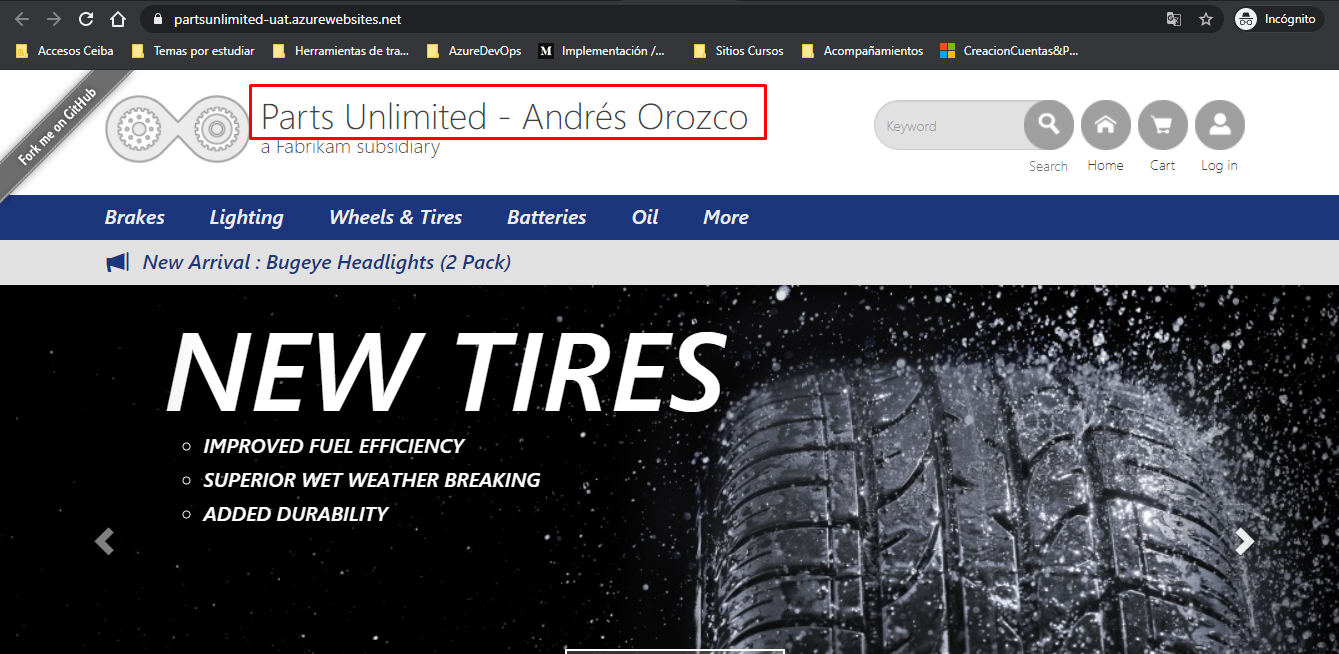 partsunlimited-uat.azurewebsites.net
Incógnito
Accesos Ceiba
Temas por estudiar
Herramientas de tra...
AzureDevOps
M
Implementación /...
Sitios Cursos
Acompañamientos
CreacionCuentas&P...
Fork me on GitHub
Parts Unlimited - Andrés Orozco
a Fabrikam subsidiary
Keyword
Search
Home
Cart
Log in
Brakes
Lighting
Wheels & Tires
Batteries
Oil
More
New Arrival : Bugeye Headlights (2 Pack)
NEW TIRES
IMPROVED FUEL EFFICIENCY
SUPERIOR WET WEATHER BREAKING
ADDED DURABILITY